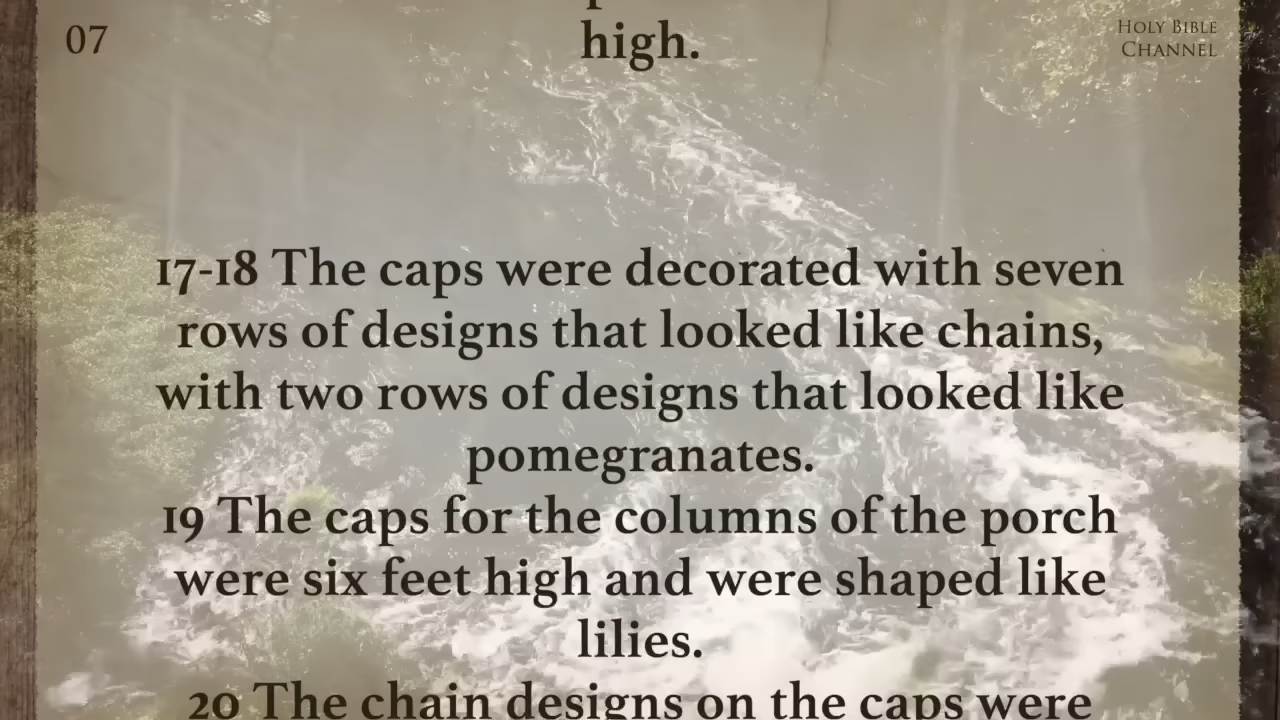 07
HOLY BIBLE
CHANNEL
high.
17-18 The caps were decorated with seven
rows of designs that looked like chains,
with two rows of designs that looked like
pomegranates.
19 The caps for the columns of the porch
were six feet high and were shaped like
lilies.
20 The chain designs on the caps were